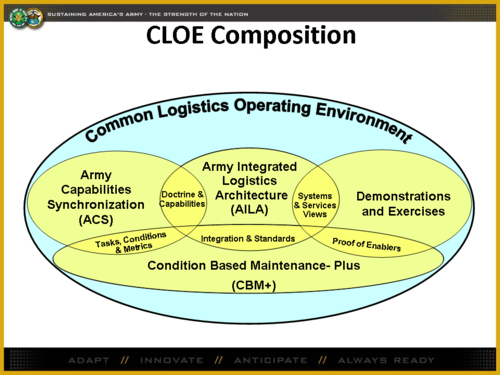 SUSTAINING AMERICA'S ARMY · THE STRENGTH OF THE NATION
CLOE Composition
Common Logistics Operating Environment
Army
Capabilities
Synchronization
(ACS)
Doctrine &
Capabilities
Army Integrated
Logistics
Architecture
(AILA)
Systems
& Services
Views
Demonstrations
and Exercises
Tasks, Conditions
& Metrics
Integration & Standards
Proof of Enablers
Condition Based Maintenance- Plus
(CBM+)
ADAPT // INNOVATE // ANTICIPATE // ALWAYS READY